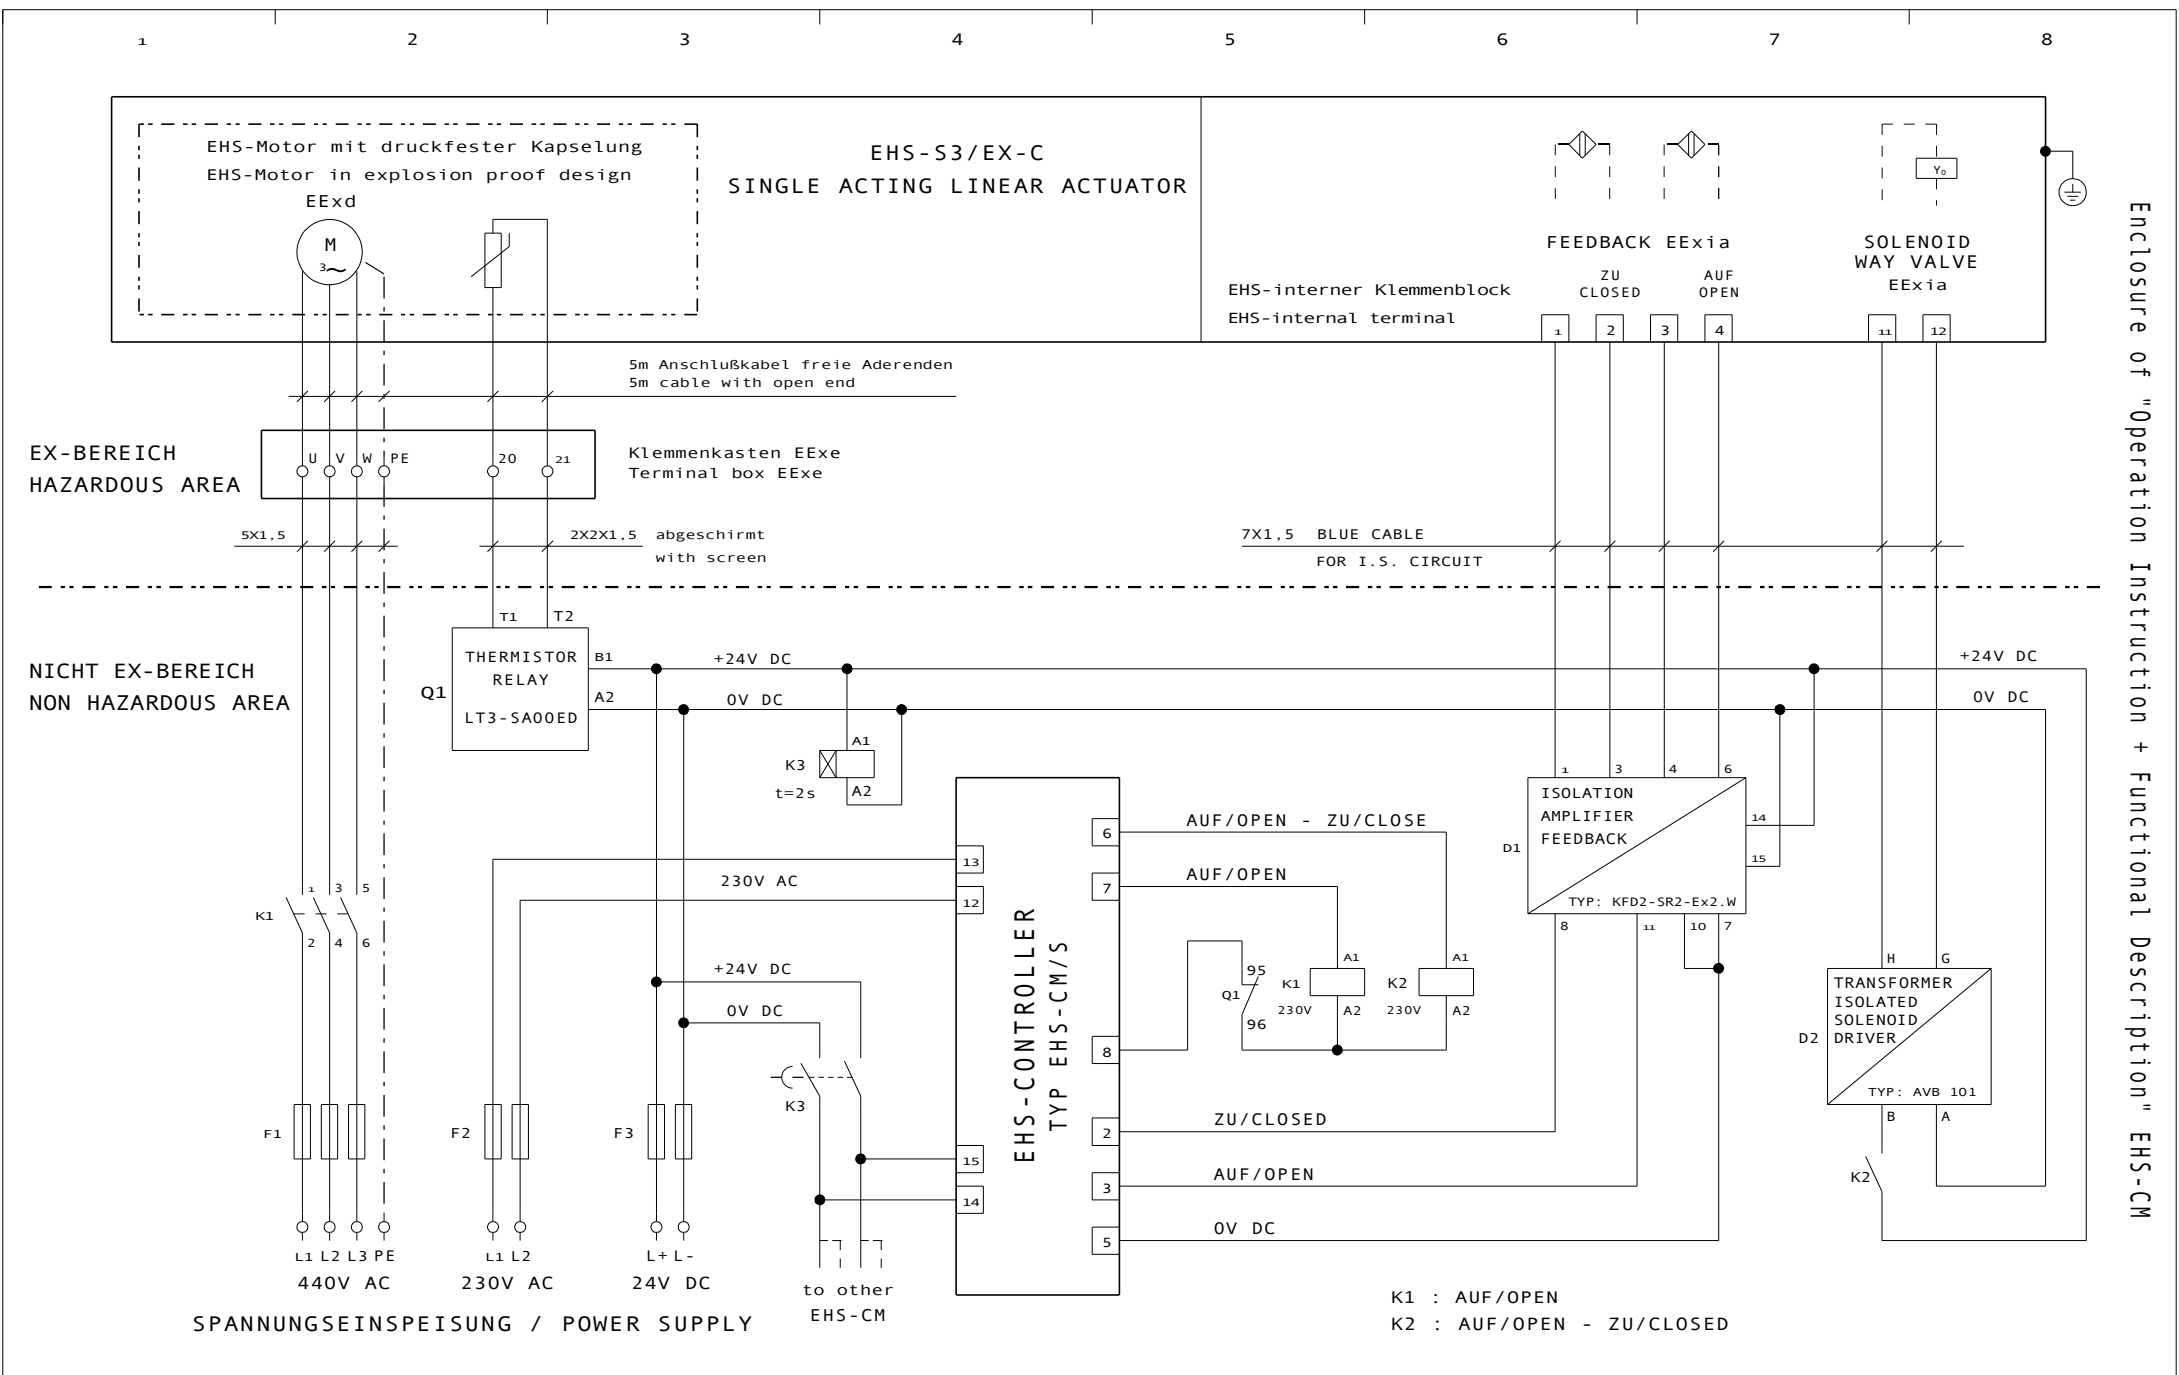 1 2 3 4 5 6 7 8
EHS-Motor mit druckfester Kapselung
EHS-Motor in explosion proof design
EExd
M
3~
EHS-S3/EX-C
SINGLE ACTING LINEAR ACTUATOR
Y0
FEEDBACK EExia
ZU
CLOSED
AUF
OPEN
SOLENOID
WAY VALVE
EExia
EHS-interner Klemmenblock
EHS-internal terminal
1 2 3 4 11 12
5m Anschlußkabel freie Aderenden
5m cable with open end
EX-BEREICH
HAZARDOUS AREA
U V W PE 20 21
Klemmenkasten EExe
Terminal box EExe
5X1,5
2X2X1,5 abgeschirmt
with screen
7X1,5 BLUE CABLE
FOR I.S. CIRCUIT
NICHT EX-BEREICH
NON HAZARDOUS AREA
T1 T2
Q1
THERMISTOR
RELAY
LT3-SA00ED
B1
A2
+24V DC
0V DC
+24V DC
0V DC
K3
t=2s
A1
A2
K1
1 3 5
2 4 6
230V AC
+24V DC
0V DC
K3
13
12
15
14
EHS-CONTROLLER
TYP EHS-CM/S
6
7
8
2
3
5
AUF/OPEN - ZU/CLOSE
AUF/OPEN
Q1
95
96
K1
230V
A1
A2
K2
230V
A1
A2
ZU/CLOSED
AUF/OPEN
0V DC
1 3 4 6
D1
ISOLATION
AMPLIFIER
FEEDBACK
TYP: KFD2-SR2-Ex2.W
14
15
8 11 10 7
H G
D2
TRANSFORMER
ISOLATED
SOLENOID
DRIVER
TYP: AVB 101
B A
K2
F1
F2
F3
L1 L2 L3 PE
440V AC
L1 L2
230V AC
L+ L-
24V DC
to other
EHS-CM
SPANNUNGSEINSPEISUNG / POWER SUPPLY
K1 : AUF/OPEN
K2 : AUF/OPEN - ZU/CLOSED
Enclosure of "Operation Instruction + Functional Description" EHS-CM